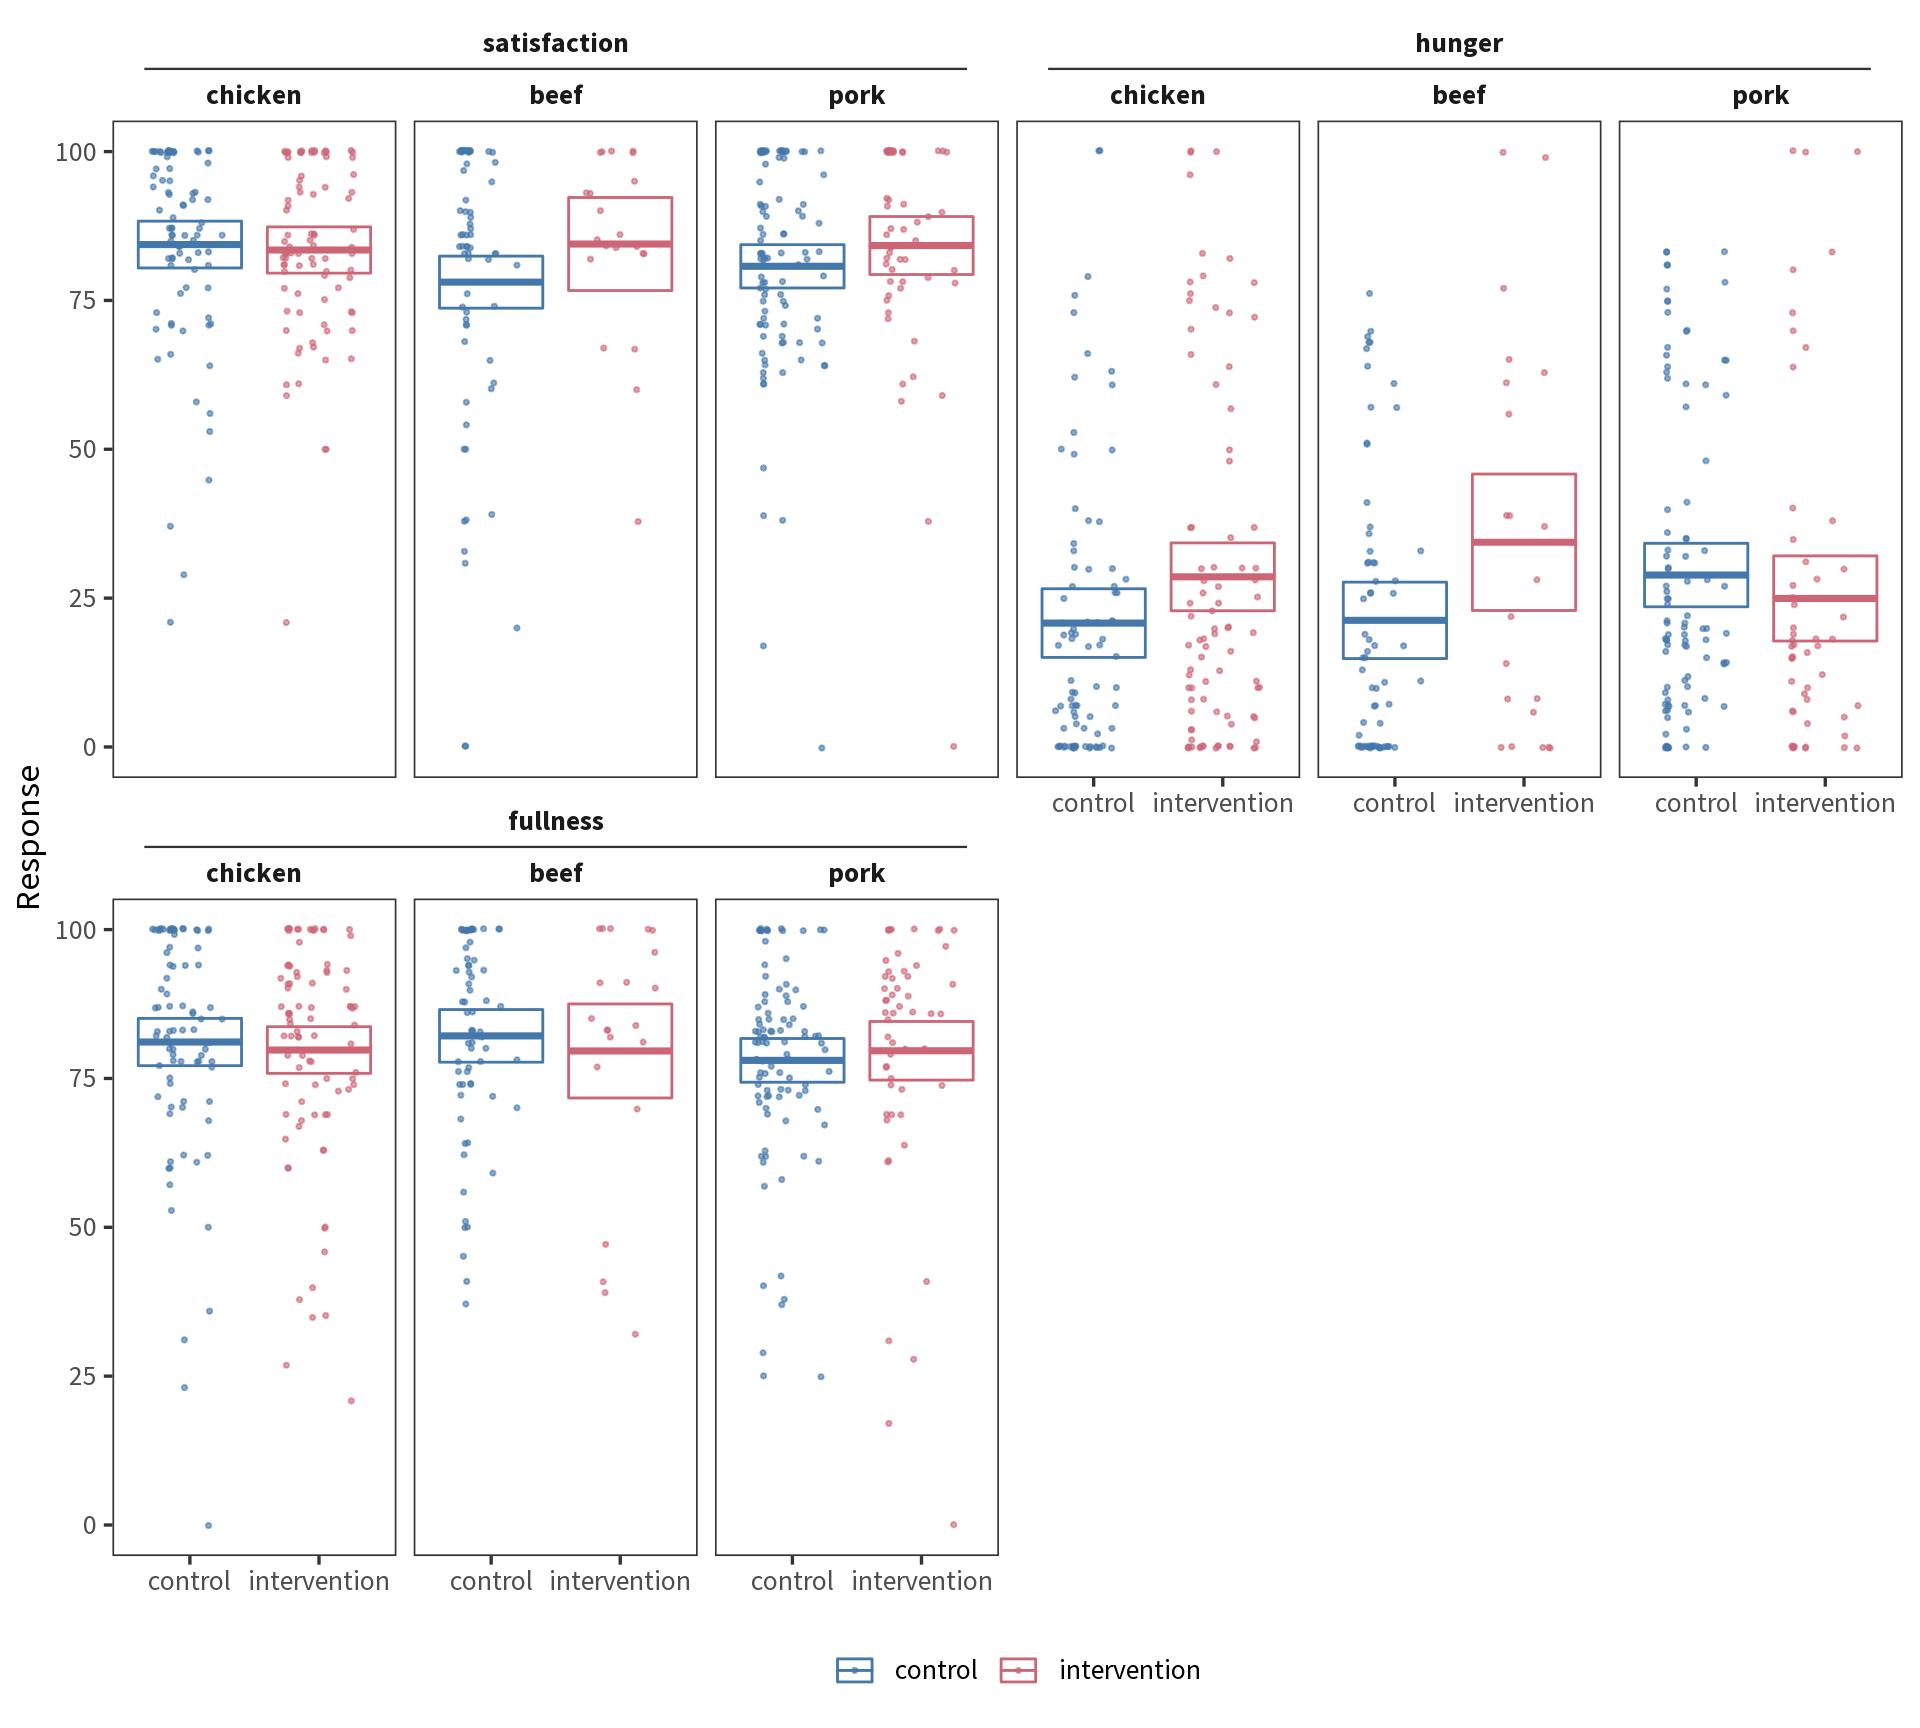 satisfaction
hunger
chicken beef pork chicken beef pork
100
75
50
25
0
control intervention control intervention control intervention
Response
fullness
chicken beef pork
100
75
50
25
0
control intervention control intervention control intervention
control intervention